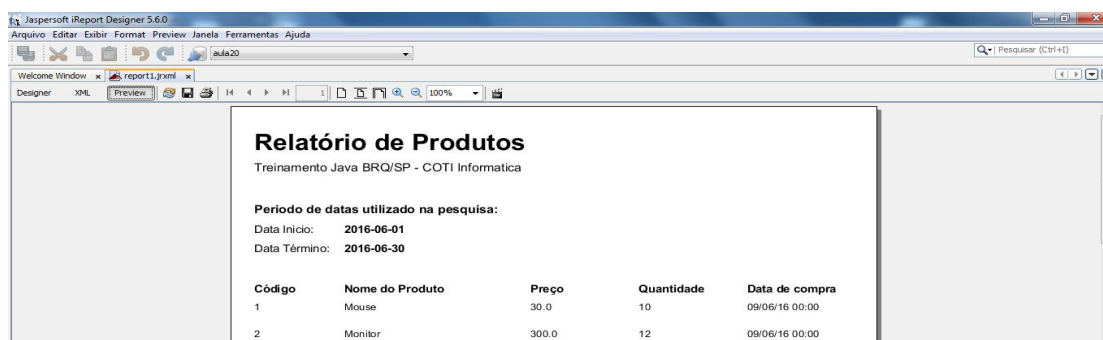 Jaspersoft iReport Designer 5.6.0
Arquivo Editar Exibir Format Preview Janela Ferramentas Ajuda
aula20
Pesquisar (Ctrl+I)
Welcome Window x report1.jrxml x
Designer XML Preview 1 100%
Relatório de Produtos
Treinamento Java BRQ/SP - COTI Informatica
Periodo de datas utilizado na pesquisa:
Data Inicio: 2016-06-01
Data Término: 2016-06-30
Código Nome do Produto Preço Quantidade Data de compra
1 Mouse 30.0 10 09/06/16 00:00
2 Monitor 300.0 12 09/06/16 00:00